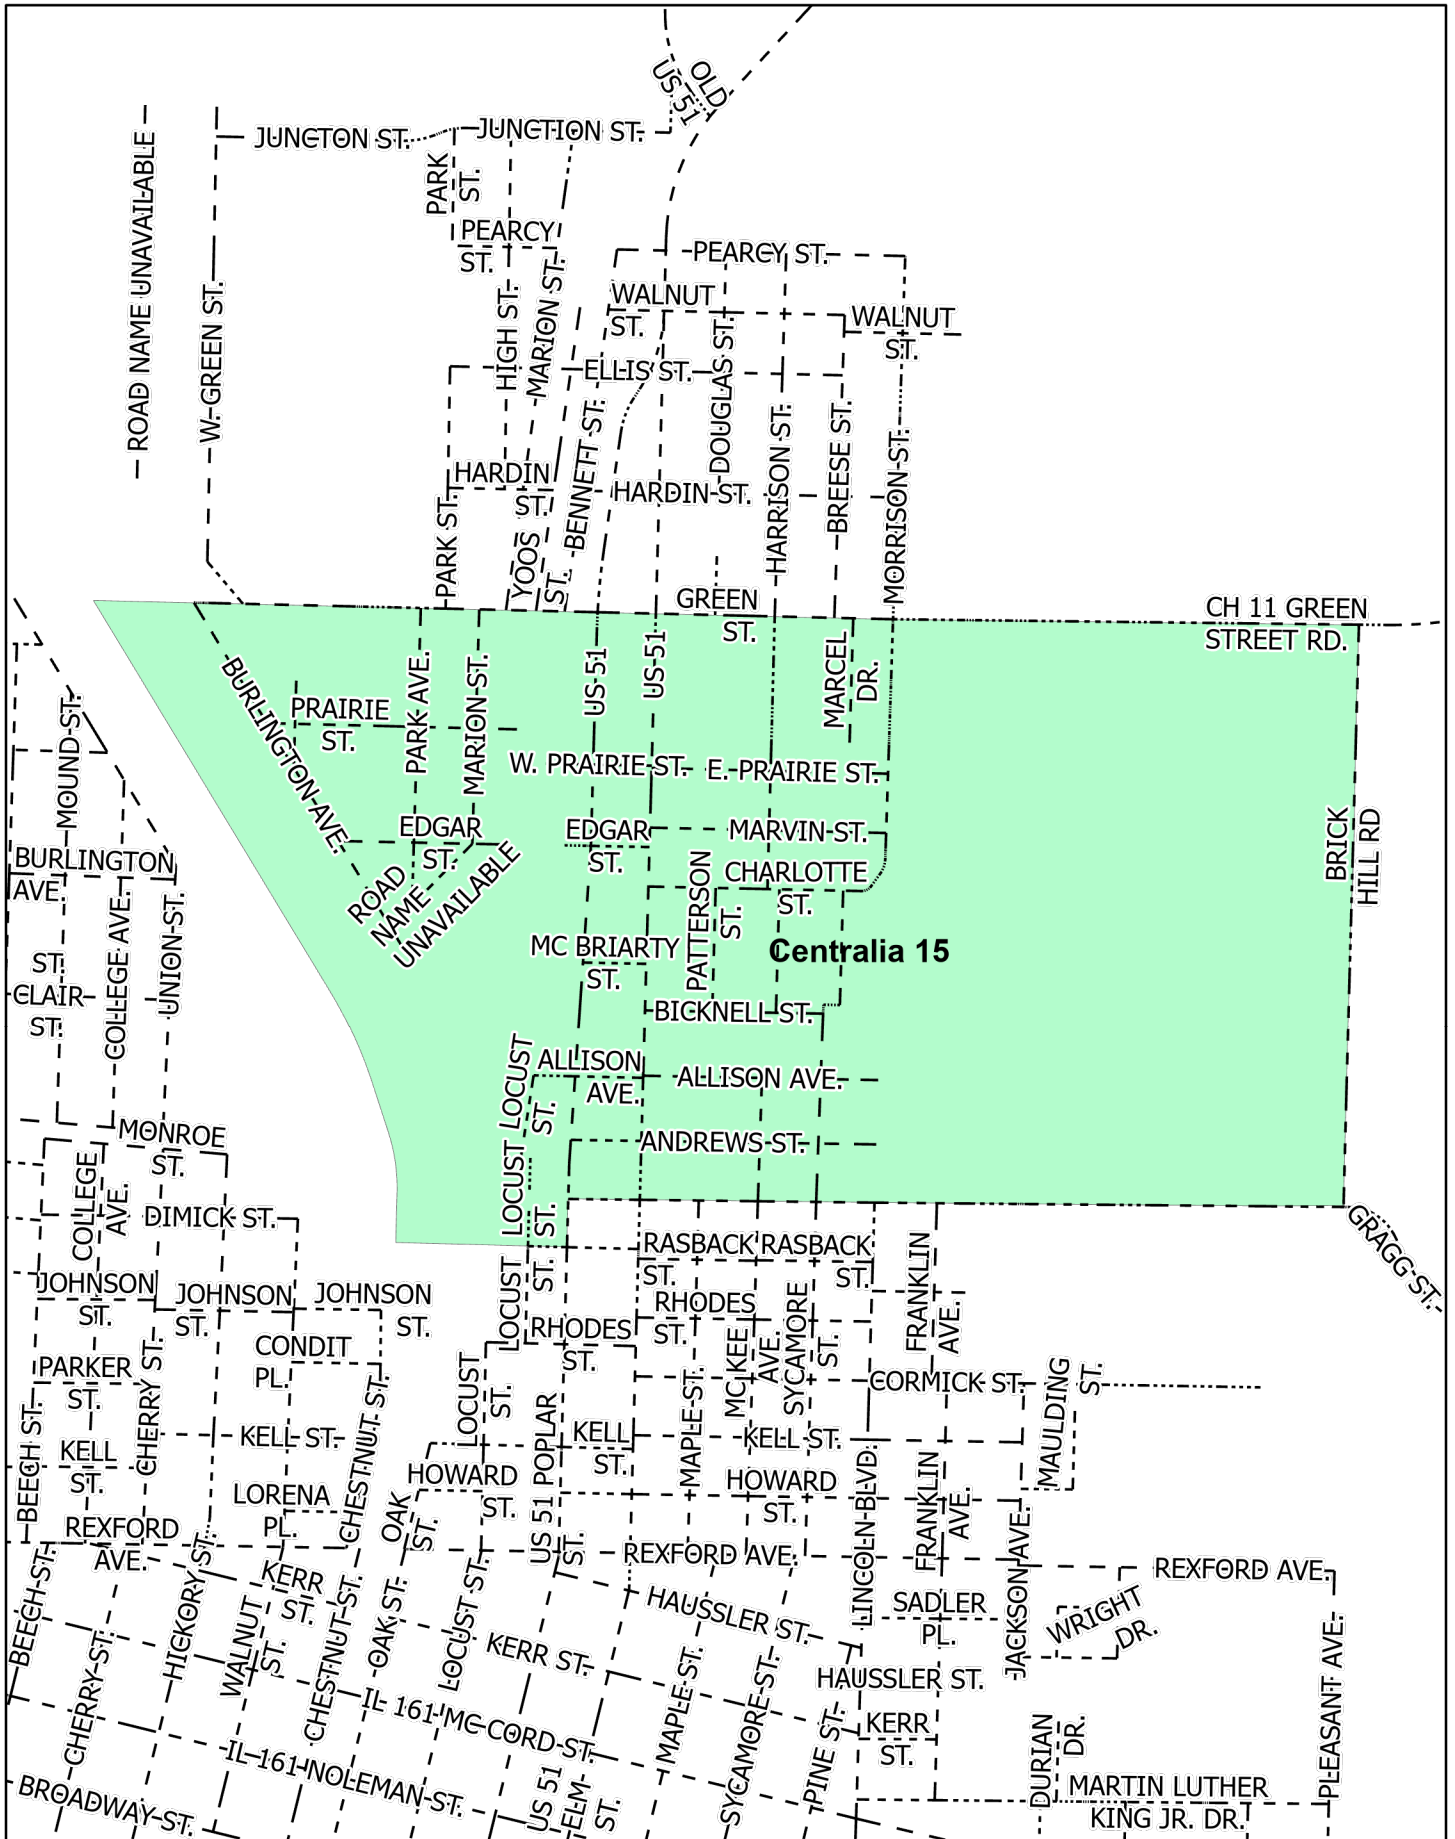 OLD
US 51
JUNCTON ST.
JUNCTION ST.
ROAD NAME UNAVAILABLE
W. GREEN ST.
PARK
ST.
PEARCY
ST.
PEARCY ST.
HIGH ST.
MARION ST.
WALNUT
ST.
WALNUT
ST.
ELLIS ST.
DOUGLAS ST.
HARRISON ST.
BREESE ST.
MORRISON ST.
BENNETT ST.
HARDIN
ST.
HARDIN ST.
PARK ST.
YOOS
ST.
GREEN
ST.
CH 11 GREEN
STREET RD.
BURLINGTON AVE.
PRAIRIE
ST.
PARK AVE.
MARION ST.
US 51
US 51
MARCEL
DR.
W. PRAIRIE ST.
E. PRAIRIE ST.
MOUND ST.
EDGAR
ST.
EDGAR
ST.
MARVIN ST.
CHARLOTTE
ST.
BRICK
HILL RD
BURLINGTON
AVE.
ROAD
NAME
UNAVAILABLE
PATTERSON
ST.
COLLEGE AVE.
UNION ST.
MC BRIARTY
ST.
Centralia 15
ST.
CLAIR
ST.
BICKNELL ST.
LOCUST
ST.
ALLISON
AVE.
ALLISON AVE.
MONROE
ST.
ANDREWS ST.
COLLEGE
AVE.
LOCUST
ST.
DIMICK ST.
GRAGG ST.
RASBACK
ST.
RASBACK
ST.
FRANKLIN
AVE.
LOCUST
ST.
JOHNSON
ST.
JOHNSON
ST.
JOHNSON
ST.
RHODES
ST.
RHODES
ST.
CONDIT
PL.
MC KEE
AVE.
SYCAMORE
ST.
PARKER
ST.
CHERRY ST.
LOCUST
ST.
MAPLE ST.
CORMICK ST.
MAULDING
ST.
BEECH ST.
KELL
ST.
KELL ST.
CHESTNUT ST.
KELL
ST.
KELL ST.
US 51 POPLAR
ST.
LINCOLN BLVD.
FRANKLIN
AVE.
HOWARD
ST.
HOWARD
ST.
LORENA
PL.
OAK
ST.
REXFORD
AVE.
REXFORD AVE.
REXFORD AVE.
JACKSON AVE.
BEECH ST.
HICKORY ST.
KERR
ST.
WALNUT
ST.
CHESTNUT ST.
OAK ST.
LOCUST ST.
HAUSSLER ST.
SADLER
PL.
WRIGHT
DR.
CHERRY ST.
KERR ST.
MAPLE ST.
SYCAMORE ST.
HAUSSLER ST.
PLEASANT AVE.
IL 161 MC CORD ST.
PINE ST.
KERR
ST.
DURIAN
DR.
IL 161 NOLEMAN ST.
BROADWAY ST.
US 51
ELM
ST.
MARTIN LUTHER
KING JR. DR.